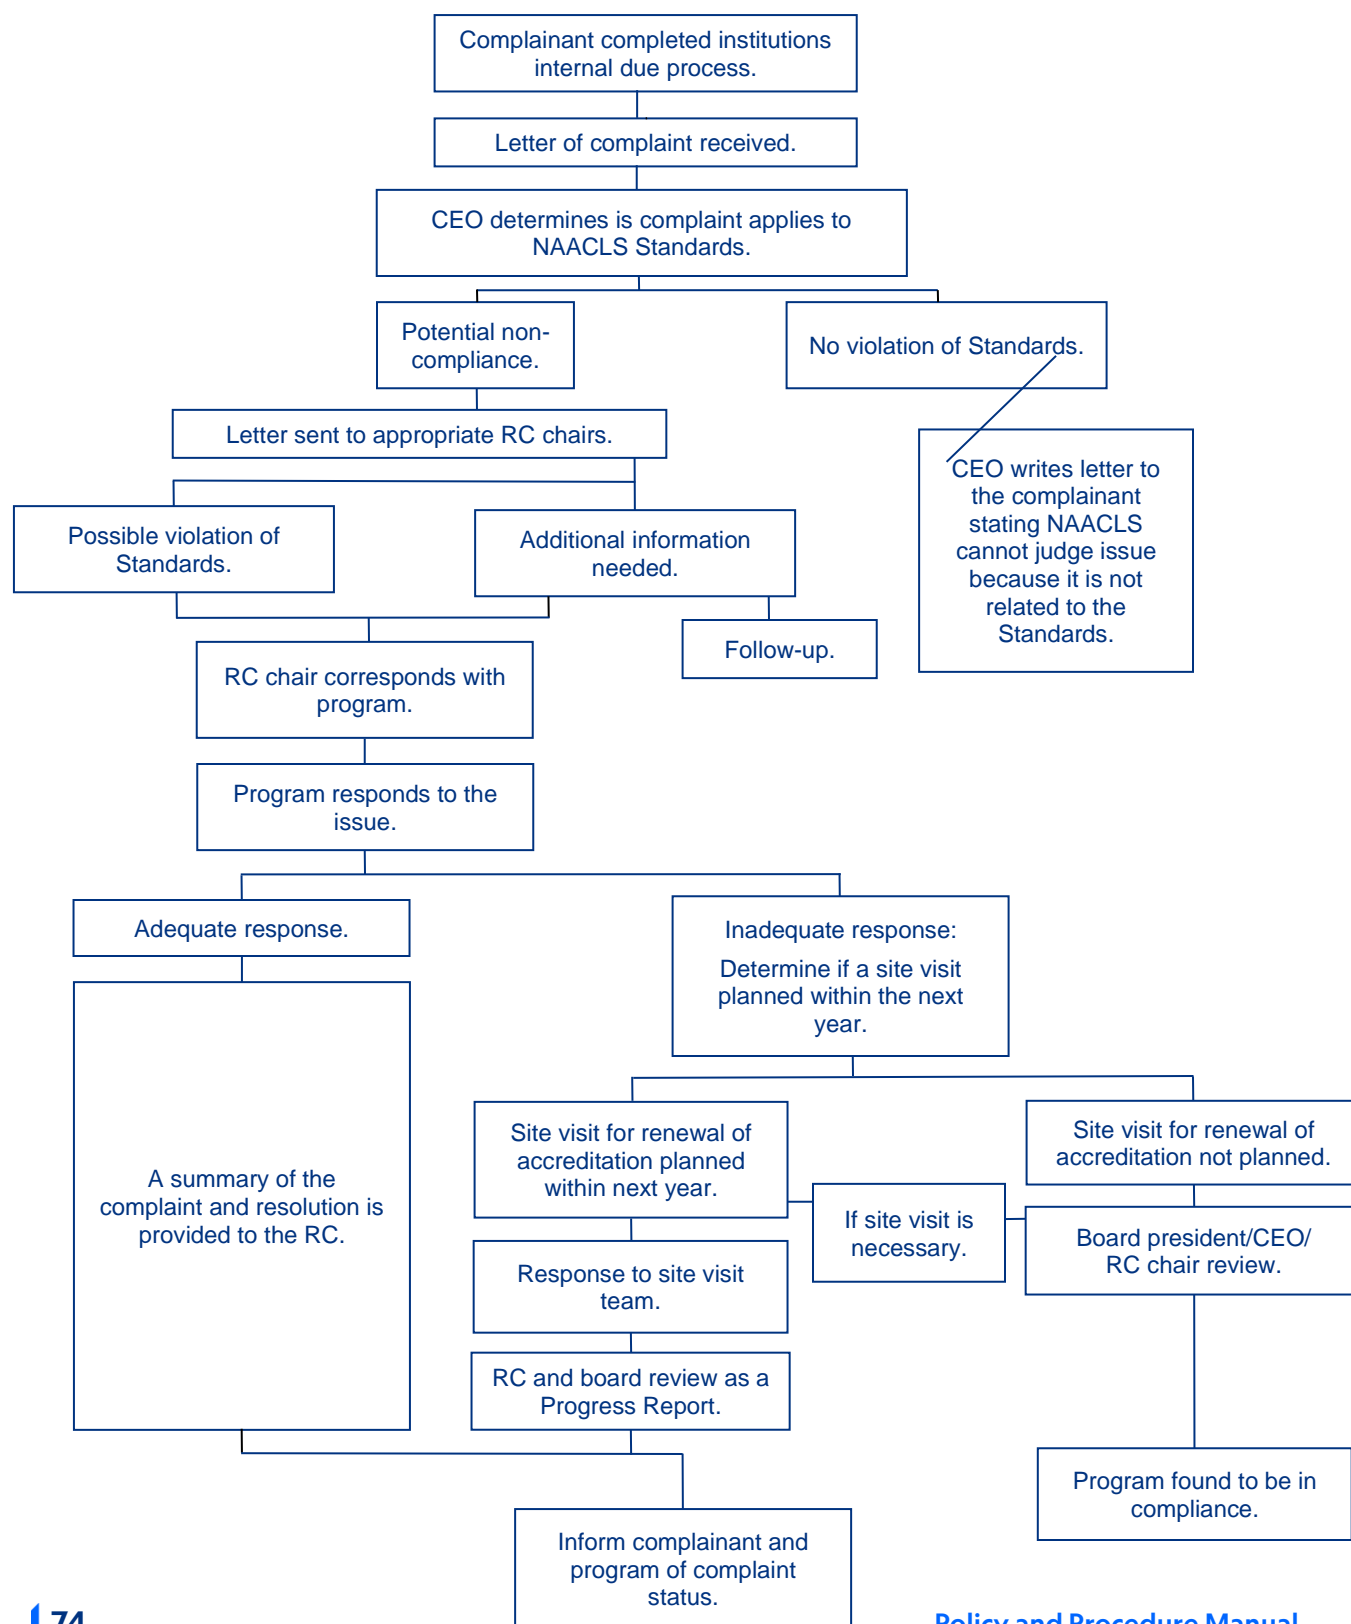 Complainant completed institutions
internal due process.
Letter of complaint received.
CEO determines is complaint applies to
NAACLS Standards.
Potential non-
compliance.
No violation of Standards.
Letter sent to appropriate RC chairs.
CEO writes letter to
the complainant
stating NAACLS
cannot judge issue
because it is not
related to the
Standards.
Possible violation of
Standards.
Additional information
needed.
Follow-up.
RC chair corresponds with
program.
Program responds to the
issue.
Adequate response.
Inadequate response:
Determine if a site visit
planned within the next
year.
A summary of the
complaint and resolution is
provided to the RC.
Site visit for renewal of
accreditation planned
within next year.
Site visit for renewal of
accreditation not planned.
If site visit is
necessary.
Board president/CEO/
RC chair review.
Response to site visit
team.
RC and board review as a
Progress Report.
Program found to be in
compliance.
Inform complainant and
program of complaint
status.
74
Policy and Procedure Manual